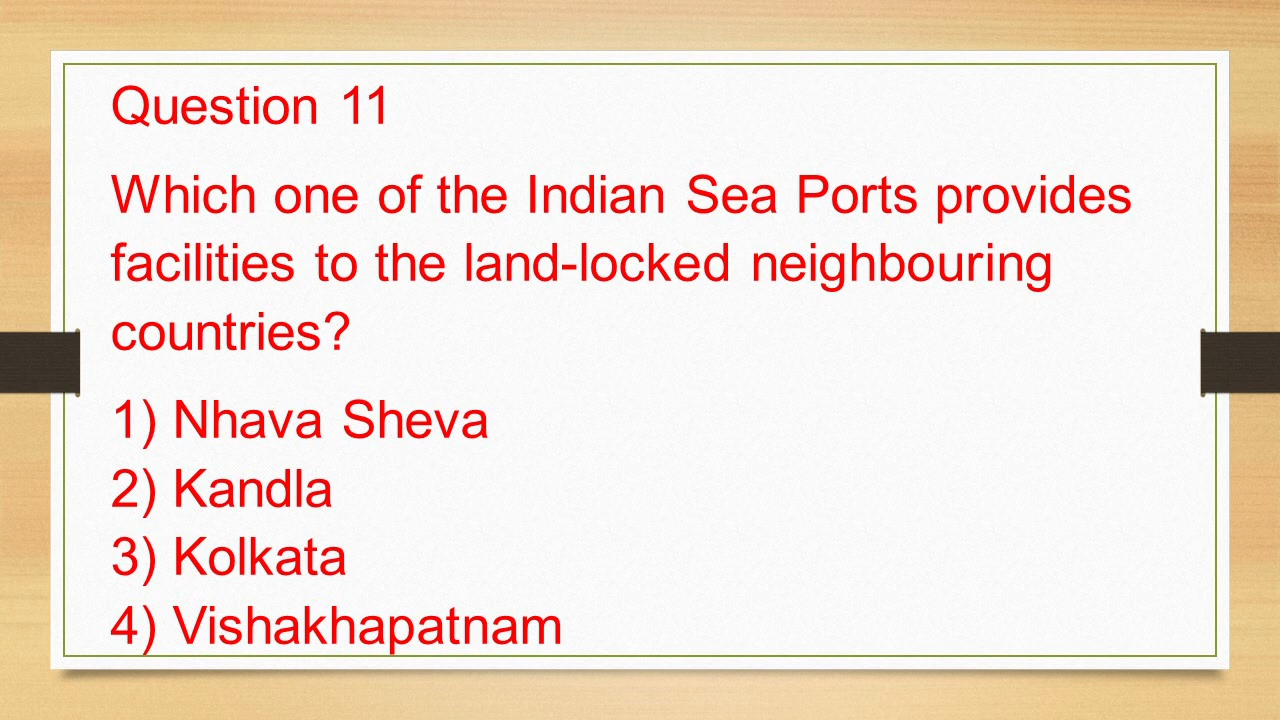 Question 11
Which one of the Indian Sea Ports provides
facilities to the land-locked neighbouring
countries?
1) Nhava Sheva
2) Kandla
3) Kolkata
4) Vishakhapatnam